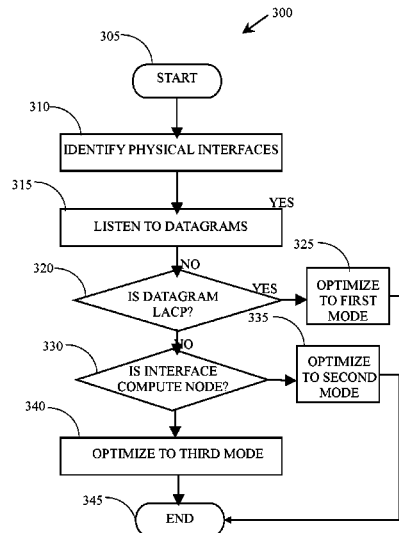 300
305
START
310
IDENTIFY PHYSICAL INTERFACES
315
YES
LISTEN TO DATAGRAMS
NO
320
YES
325
IS DATAGRAM
LACP?
OPTIMIZE
TO FIRST
MODE
330
NO
335
IS INTERFACE
COMPUTE NODE?
OPTIMIZE
TO SECOND
MODE
340
OPTIMIZE TO THIRD MODE
345
END